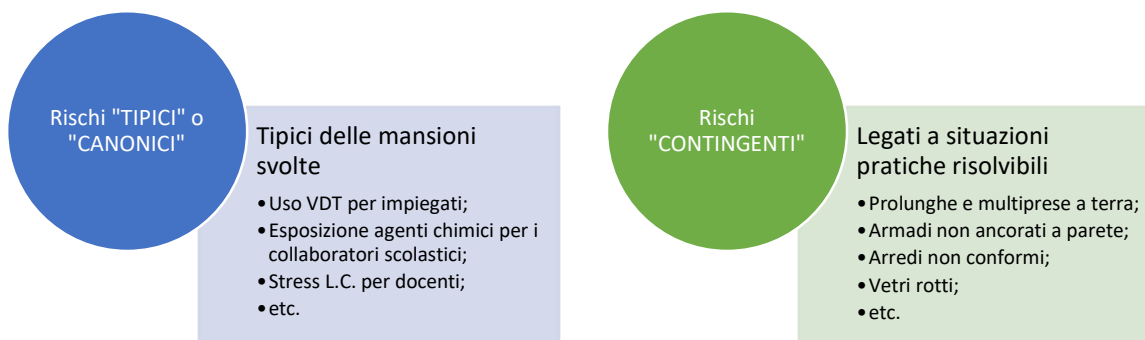 Rischi "TIPICI" o
"CANONICI"
Tipici delle mansioni
svolte
•Uso VDT per impiegati;
•Esposizione agenti chimici per i
collaboratori scolastici;
•Stress L.C. per docenti;
•etc.
Rischi
"CONTINGENTI"
Legati a situazioni
pratiche risolvibili
•Prolunghe e multiprese a terra;
•Armadi non ancorati a parete;
•Arredi non conformi;
•Vetri rotti;
•etc.